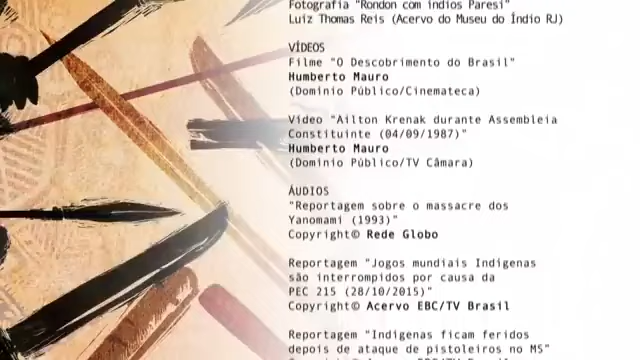 Fotografia "Rondon com índios Paresi"
Luiz Thomas Reis (Acervo do Museu do Índio RJ)
VÍDEOS
Filme "O Descobrimento do Brasil"
Humberto Mauro
(Domínio Público/Cinemateca)
Vídeo "Ailton Krenak durante Assembleia
Constituinte (04/09/1987)"
Humberto Mauro
(Domínio Público/TV Câmara)
ÁUDIOS
"Reportagem sobre o massacre dos
Yanomami (1993)"
Copyright© Rede Globo
Reportagem "Jogos mundiais Indígenas
são interrompidos por causa da
PEC 215 (28/10/2015)"
Copyright© Acervo EBC/TV Brasil
Reportagem "Indígenas ficam feridos
depois de ataque de pistoleiros no MS"